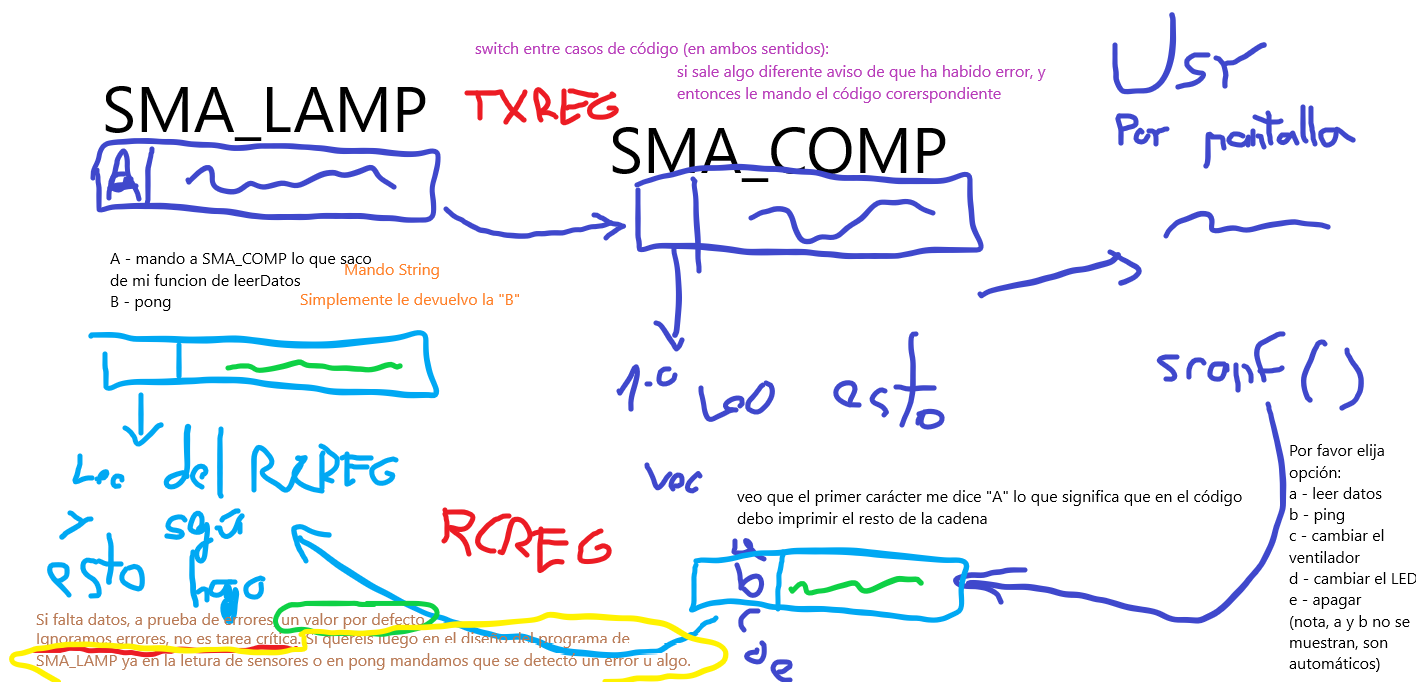 switch entre casos de código (en ambos sentidos):
si sale algo diferente aviso de que ha habido error, y
entonces le mando el código corerspondiente
Usr
Por pantalla
SMA_LAMP
TXREG
SMA_COMP
A
A - mando a SMA_COMP lo que saco
de mi funcion de leerDatos
B - pong
Mando String
Simplemente le devuelvo la "B"
1.º leo esto
scanf()
Leo del RCREG
y según
esto hago
veo
veo que el primer carácter me dice "A" lo que significa que en el código
debo imprimir el resto de la cadena
RCREG
a
b
c
d
e
Por favor elija
opción:
a - leer datos
b - ping
c - cambiar el
ventilador
d - cambiar el LED
e - apagar
(nota, a y b no se
muestran, son
automáticos)
Si falta datos, a prueba de errores, un valor por defecto
Ignoramos errores, no es tarea crítica. Si queréis luego en el diseño del programa de
SMA_LAMP ya en la letura de sensores o en pong mandamos que se detectó un error u algo.